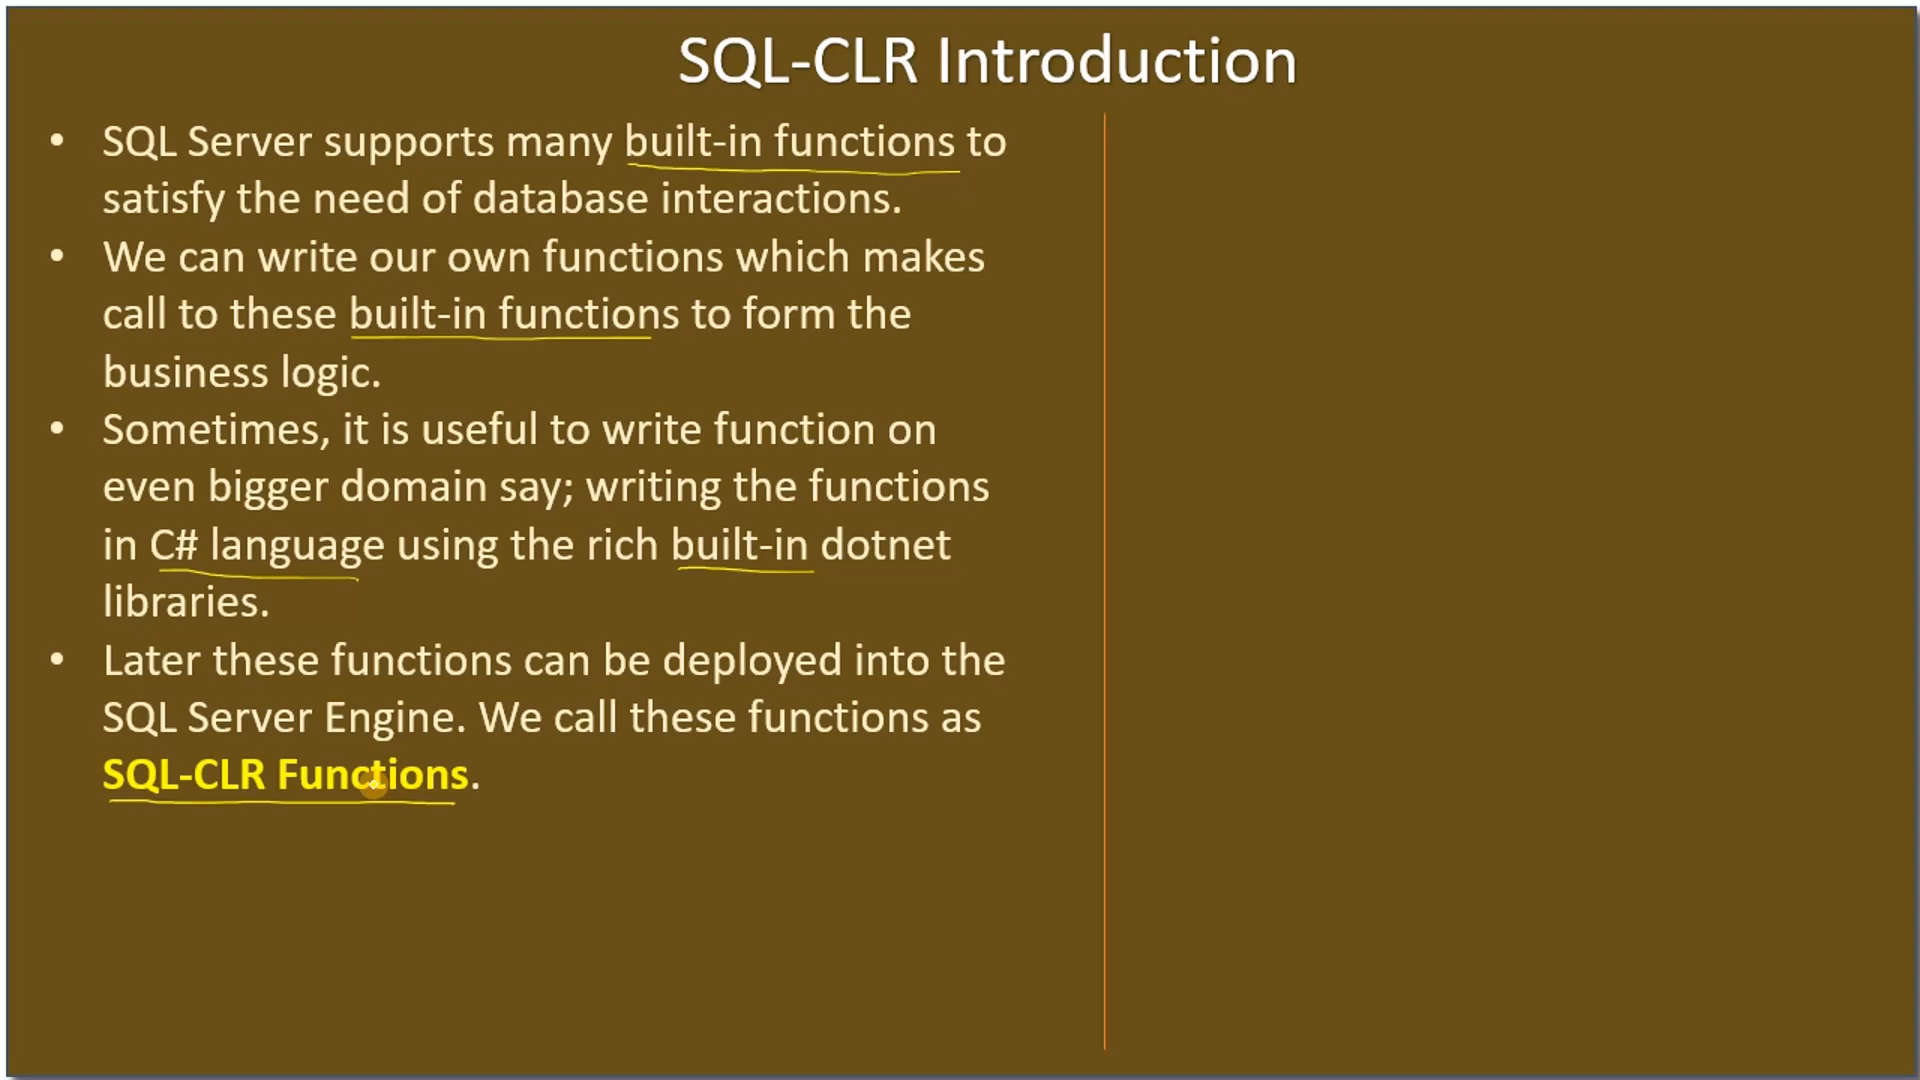 SQL-CLR Introduction
• SQL Server supports many built-in functions to
satisfy the need of database interactions.
• We can write our own functions which makes
call to these built-in functions to form the
business logic.
• Sometimes, it is useful to write function on
even bigger domain say; writing the functions
in C# language using the rich built-in dotnet
libraries.
• Later these functions can be deployed into the
SQL Server Engine. We call these functions as
SQL-CLR Functions.